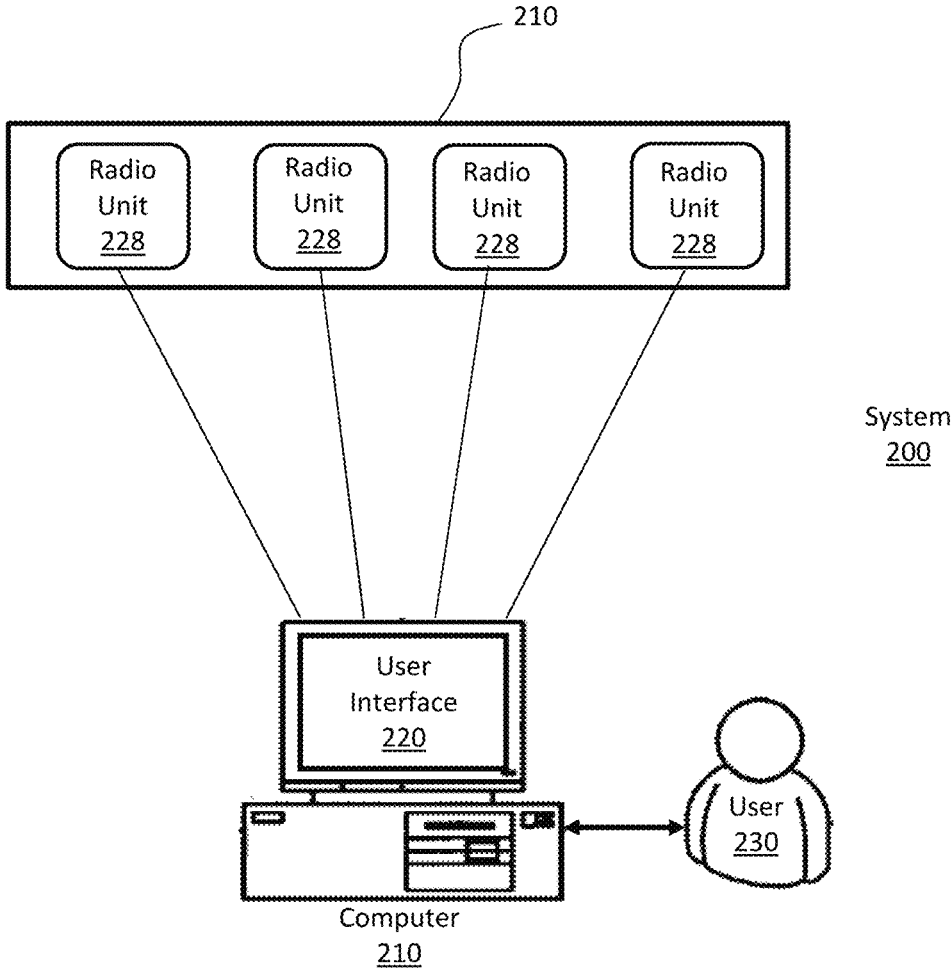 210
Radio
Unit
228
Radio
Unit
228
Radio
Unit
228
Radio
Unit
228
System
200
User
Interface
220
User
230
Computer
210